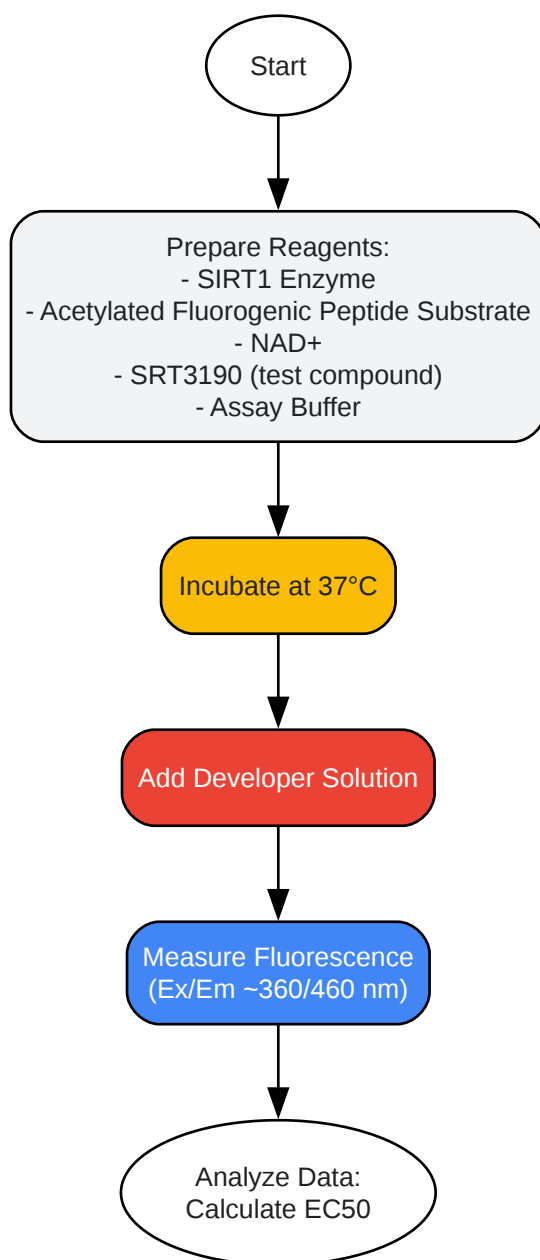 Start
Prepare Reagents:
- SIRT1 Enzyme
- Acetylated Fluorogenic Peptide Substrate
- NAD+
- SRT3190 (test compound)
- Assay Buffer
Incubate at 37°C
Add Developer Solution
Measure Fluorescence
(Ex/Em ~360/460 nm)
Analyze Data:
Calculate EC50